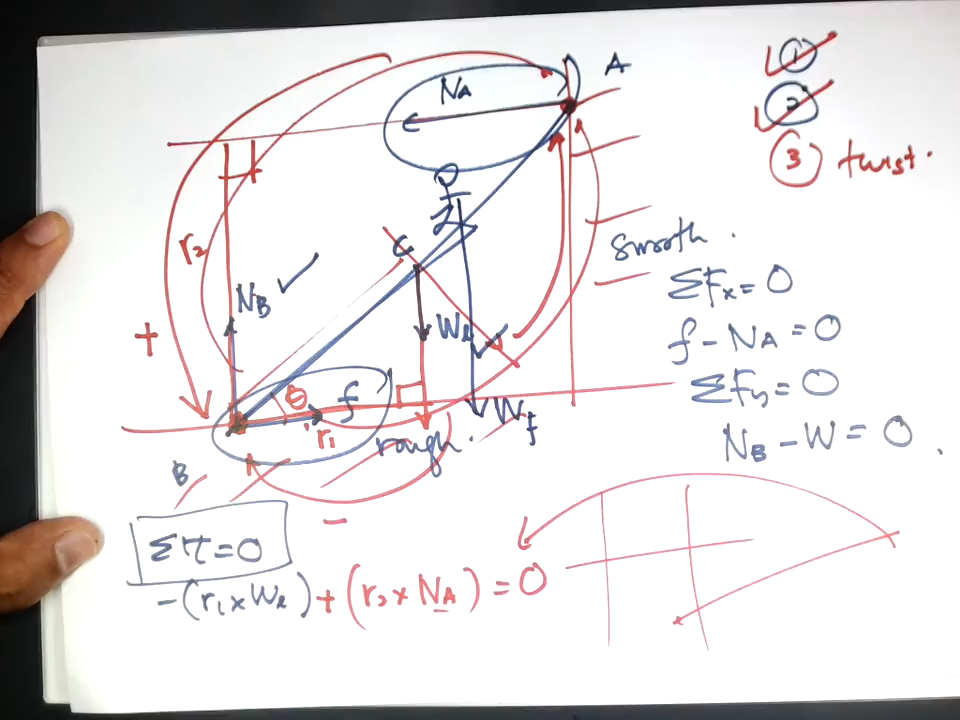 A
NA
①
②
③ twist.
r₂
C
smooth.
NB ✓
ΣFx = 0
+
Wl
f - NA = 0
ΣFy = 0
θ
f
Wf
r₁
rough.
NB - W = 0
B
-
Στ = 0
-(r₁ × Wl) + (r₂ × NA) = 0